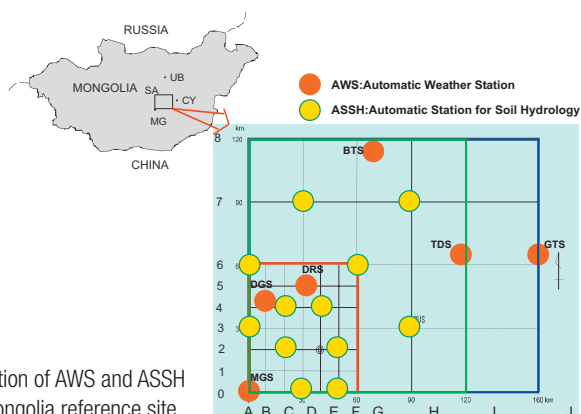 RUSSIA
MONGOLIA
UB
SA
CY
MG
CHINA
AWS:Automatic Weather Station
ASSH:Automatic Station for Soil Hydrology
8
120
km
BTS
7
TDS
GTS
6
DRS
5
DGS
4
3
2
1
MGS
0
30
60
90
120
160 km
A B C D E F G H I J
tion of AWS and ASSH
ongolia reference site